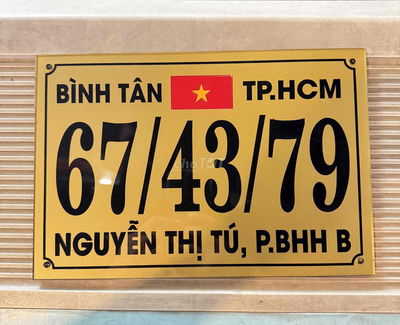 BÌNH TÂN TP.HCM
67/43/79
NGUYỄN THỊ TÚ, P.BHH B